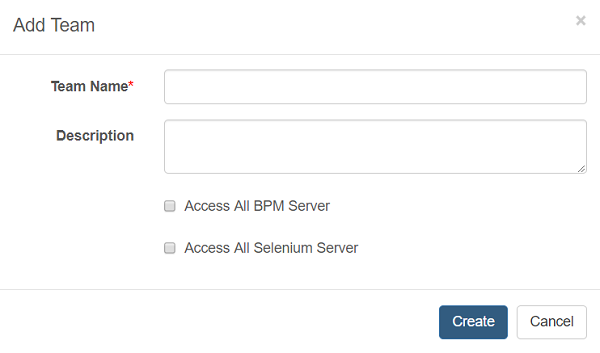 Add Team
×
Team Name*
Description
Access All BPM Server
Access All Selenium Server
Create Cancel